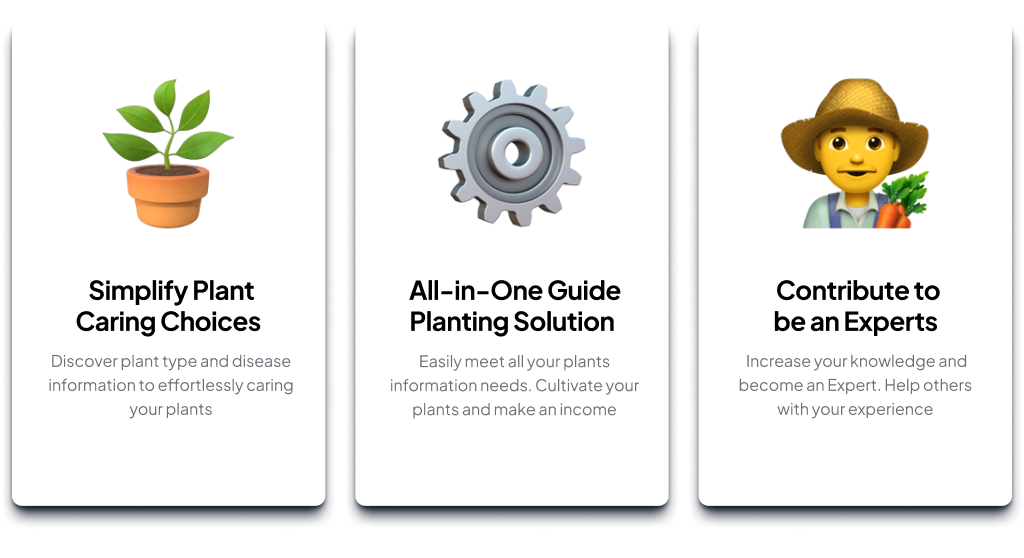 Simplify Plant
Caring Choices
Discover plant type and disease
information to effortlessly caring
your plants
All-in-One Guide
Planting Solution
Easily meet all your plants
information needs. Cultivate your
plants and make an income
Contribute to
be an Experts
Increase your knowledge and
become an Expert. Help others
with your experience